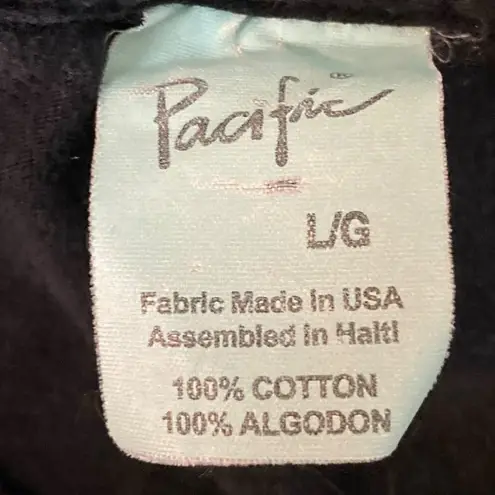 Pacific®
L/G
Fabric Made In USA
Assembled in Haiti
100% COTTON
100% ALGODON